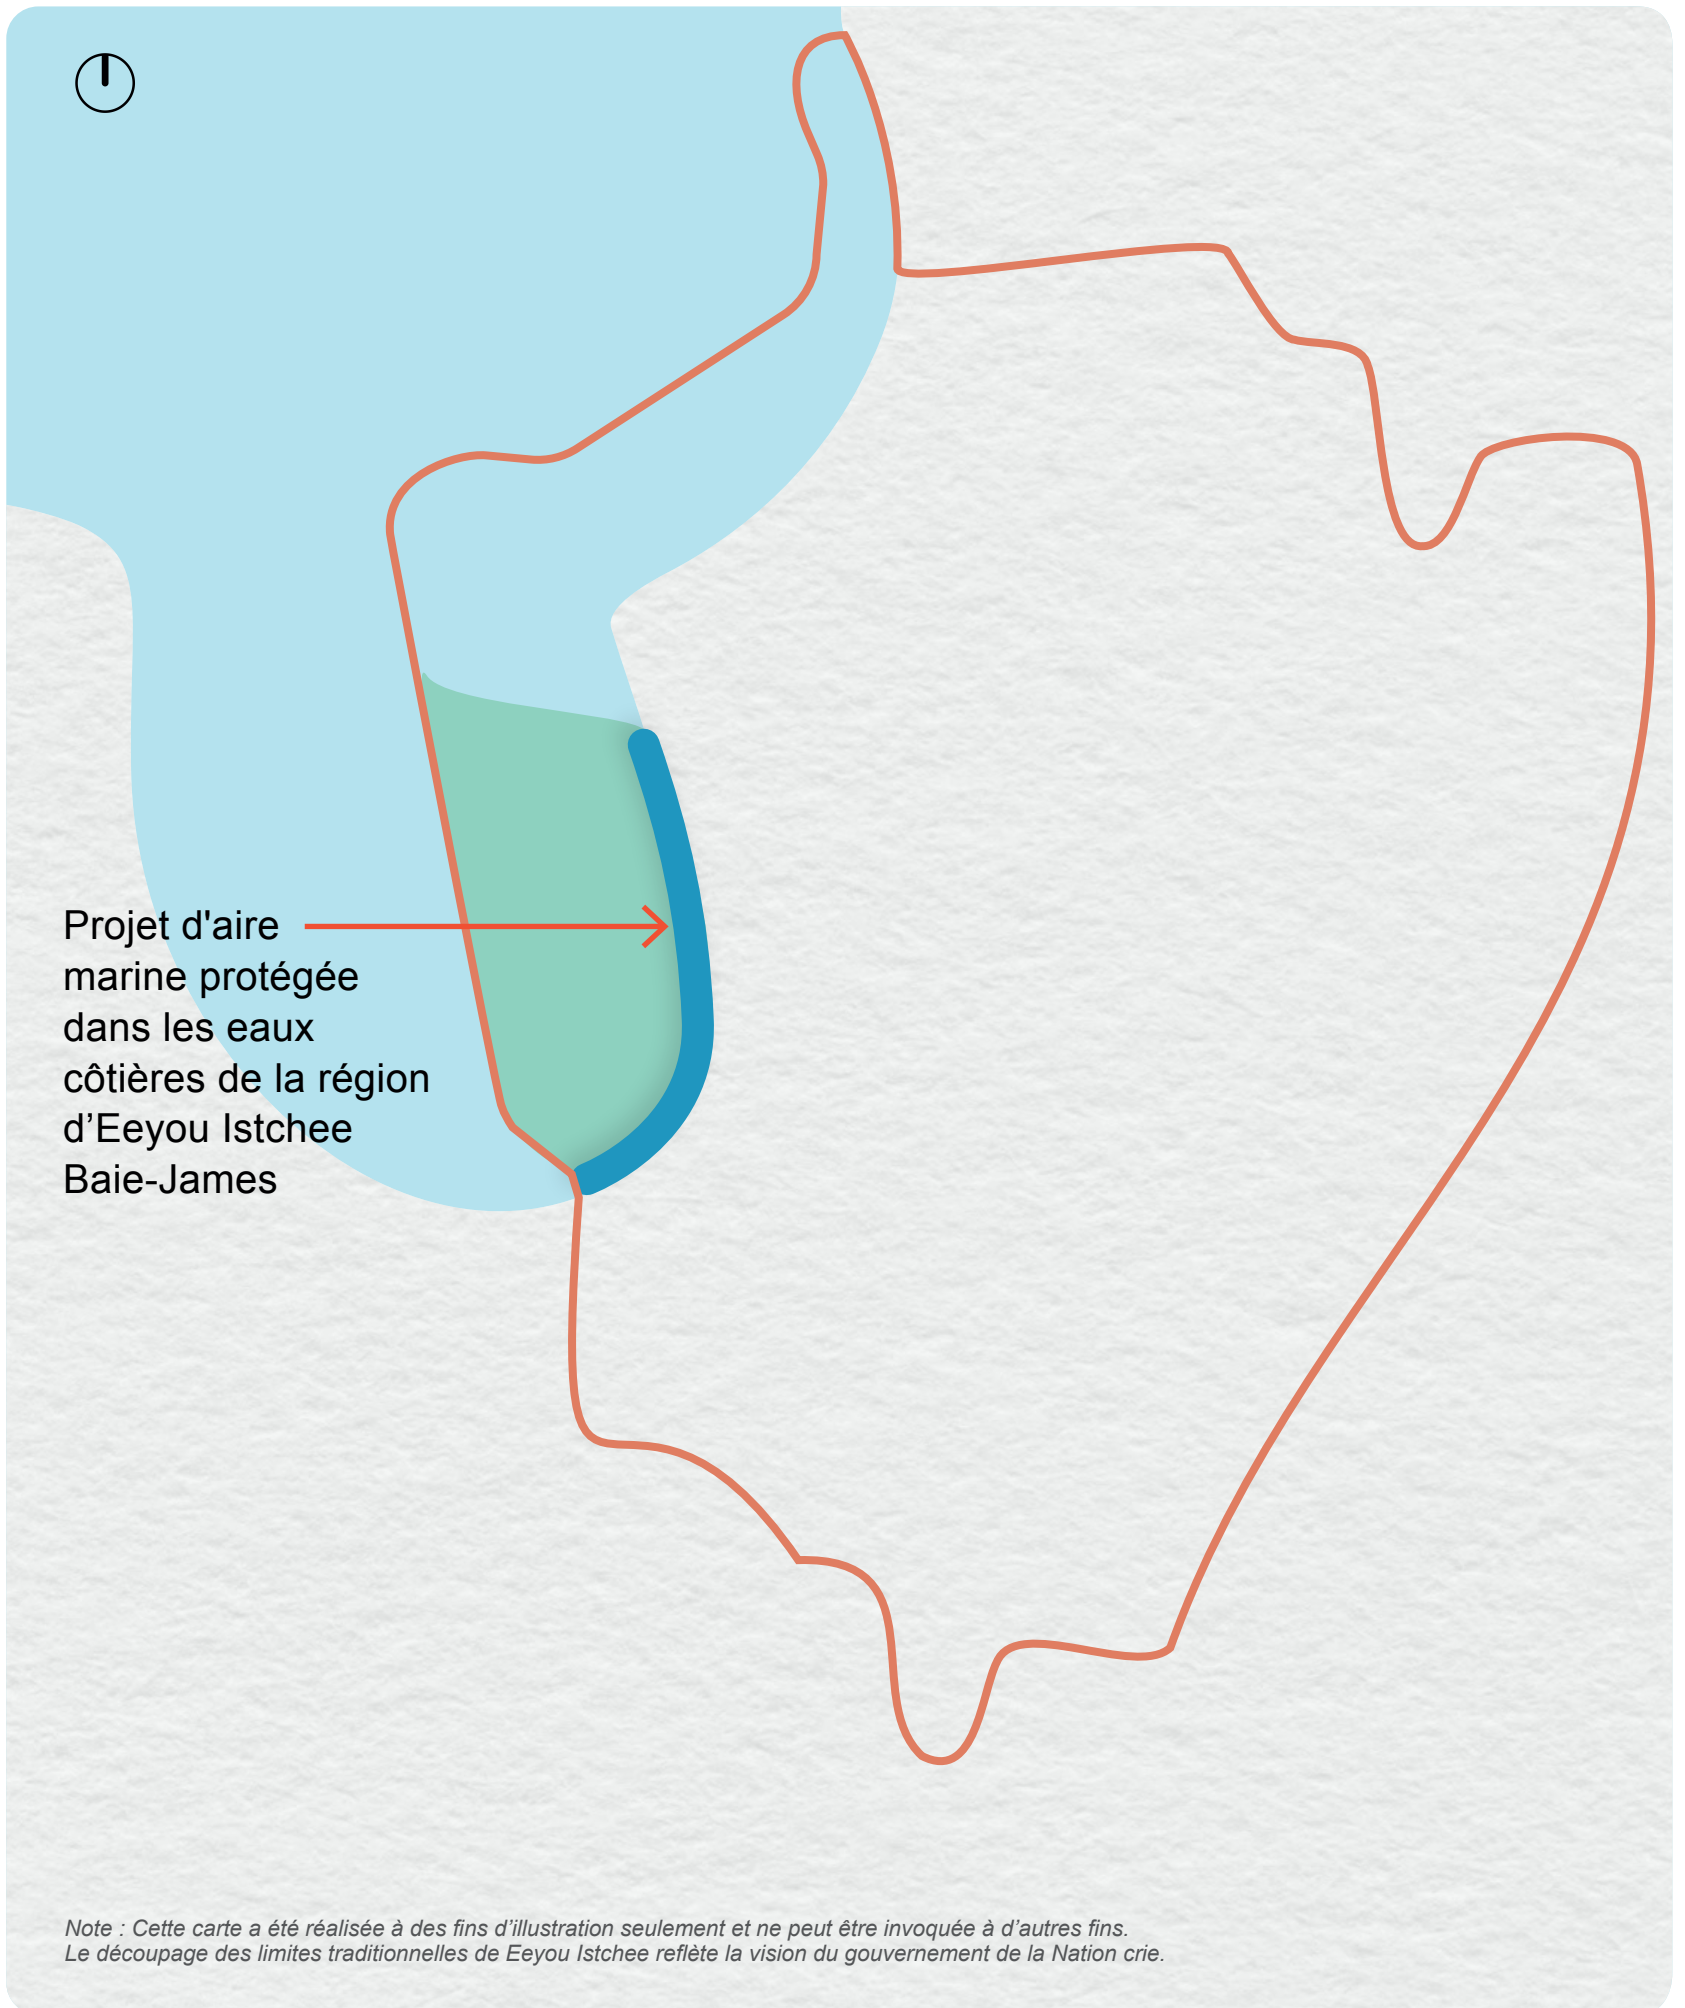 Projet d'aire
marine protégée
dans les eaux
côtières de la région
d’Eeyou Istchee
Baie-James
Note : Cette carte a été réalisée à des fins d’illustration seulement et ne peut être invoquée à d’autres fins.
Le découpage des limites traditionnelles de Eeyou Istchee reflète la vision du gouvernement de la Nation crie.